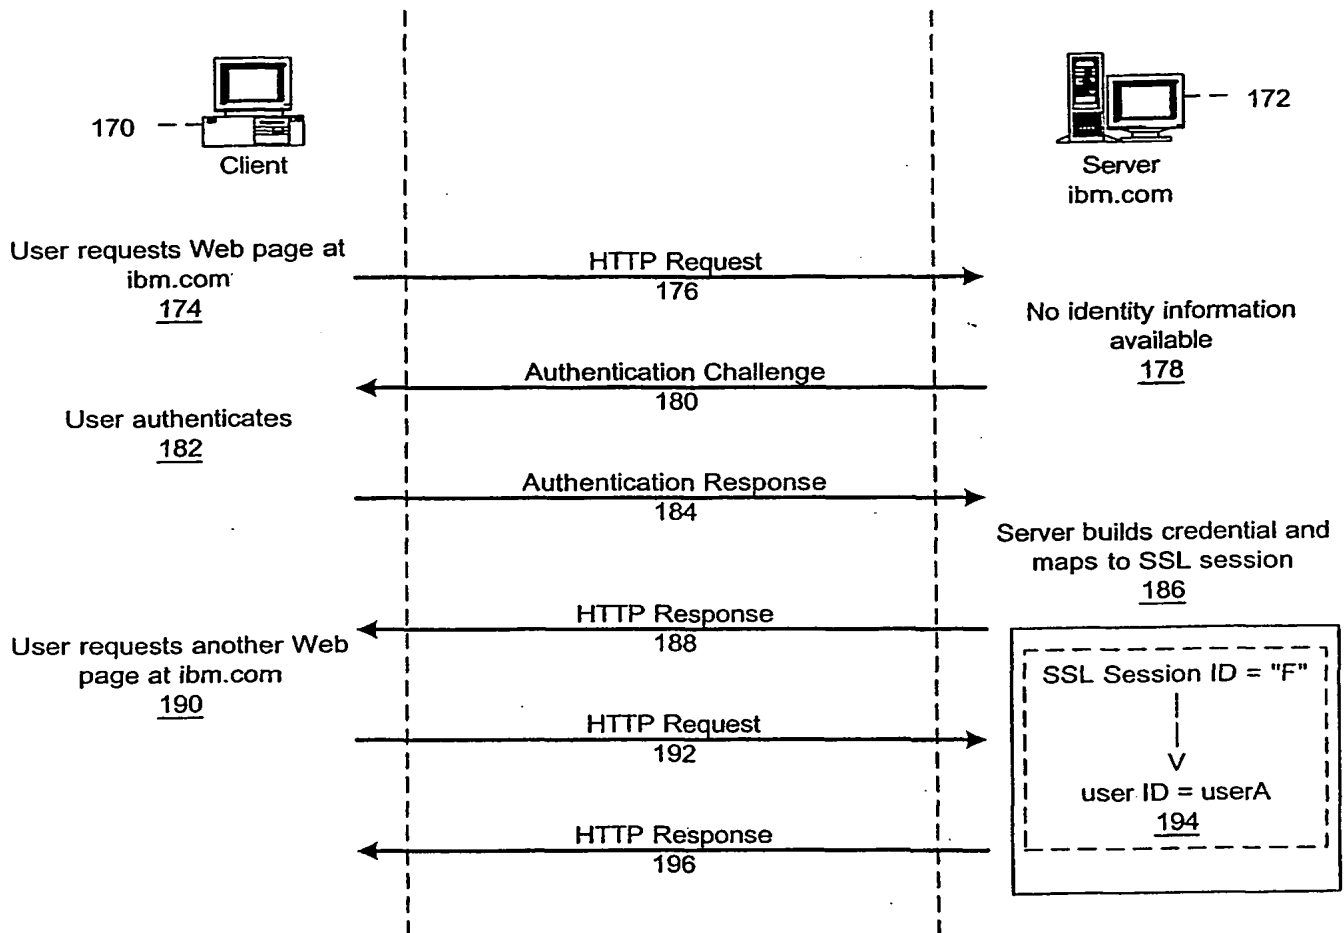 170
Client
172
Server
ibm.com
User requests Web page at
ibm.com
174
HTTP Request
176
No identity information
available
178
Authentication Challenge
180
User authenticates
182
Authentication Response
184
Server builds credential and
maps to SSL session
186
HTTP Response
188
User requests another Web
page at ibm.com
190
SSL Session ID = "F"
HTTP Request
192
user ID = userA
194
HTTP Response
196